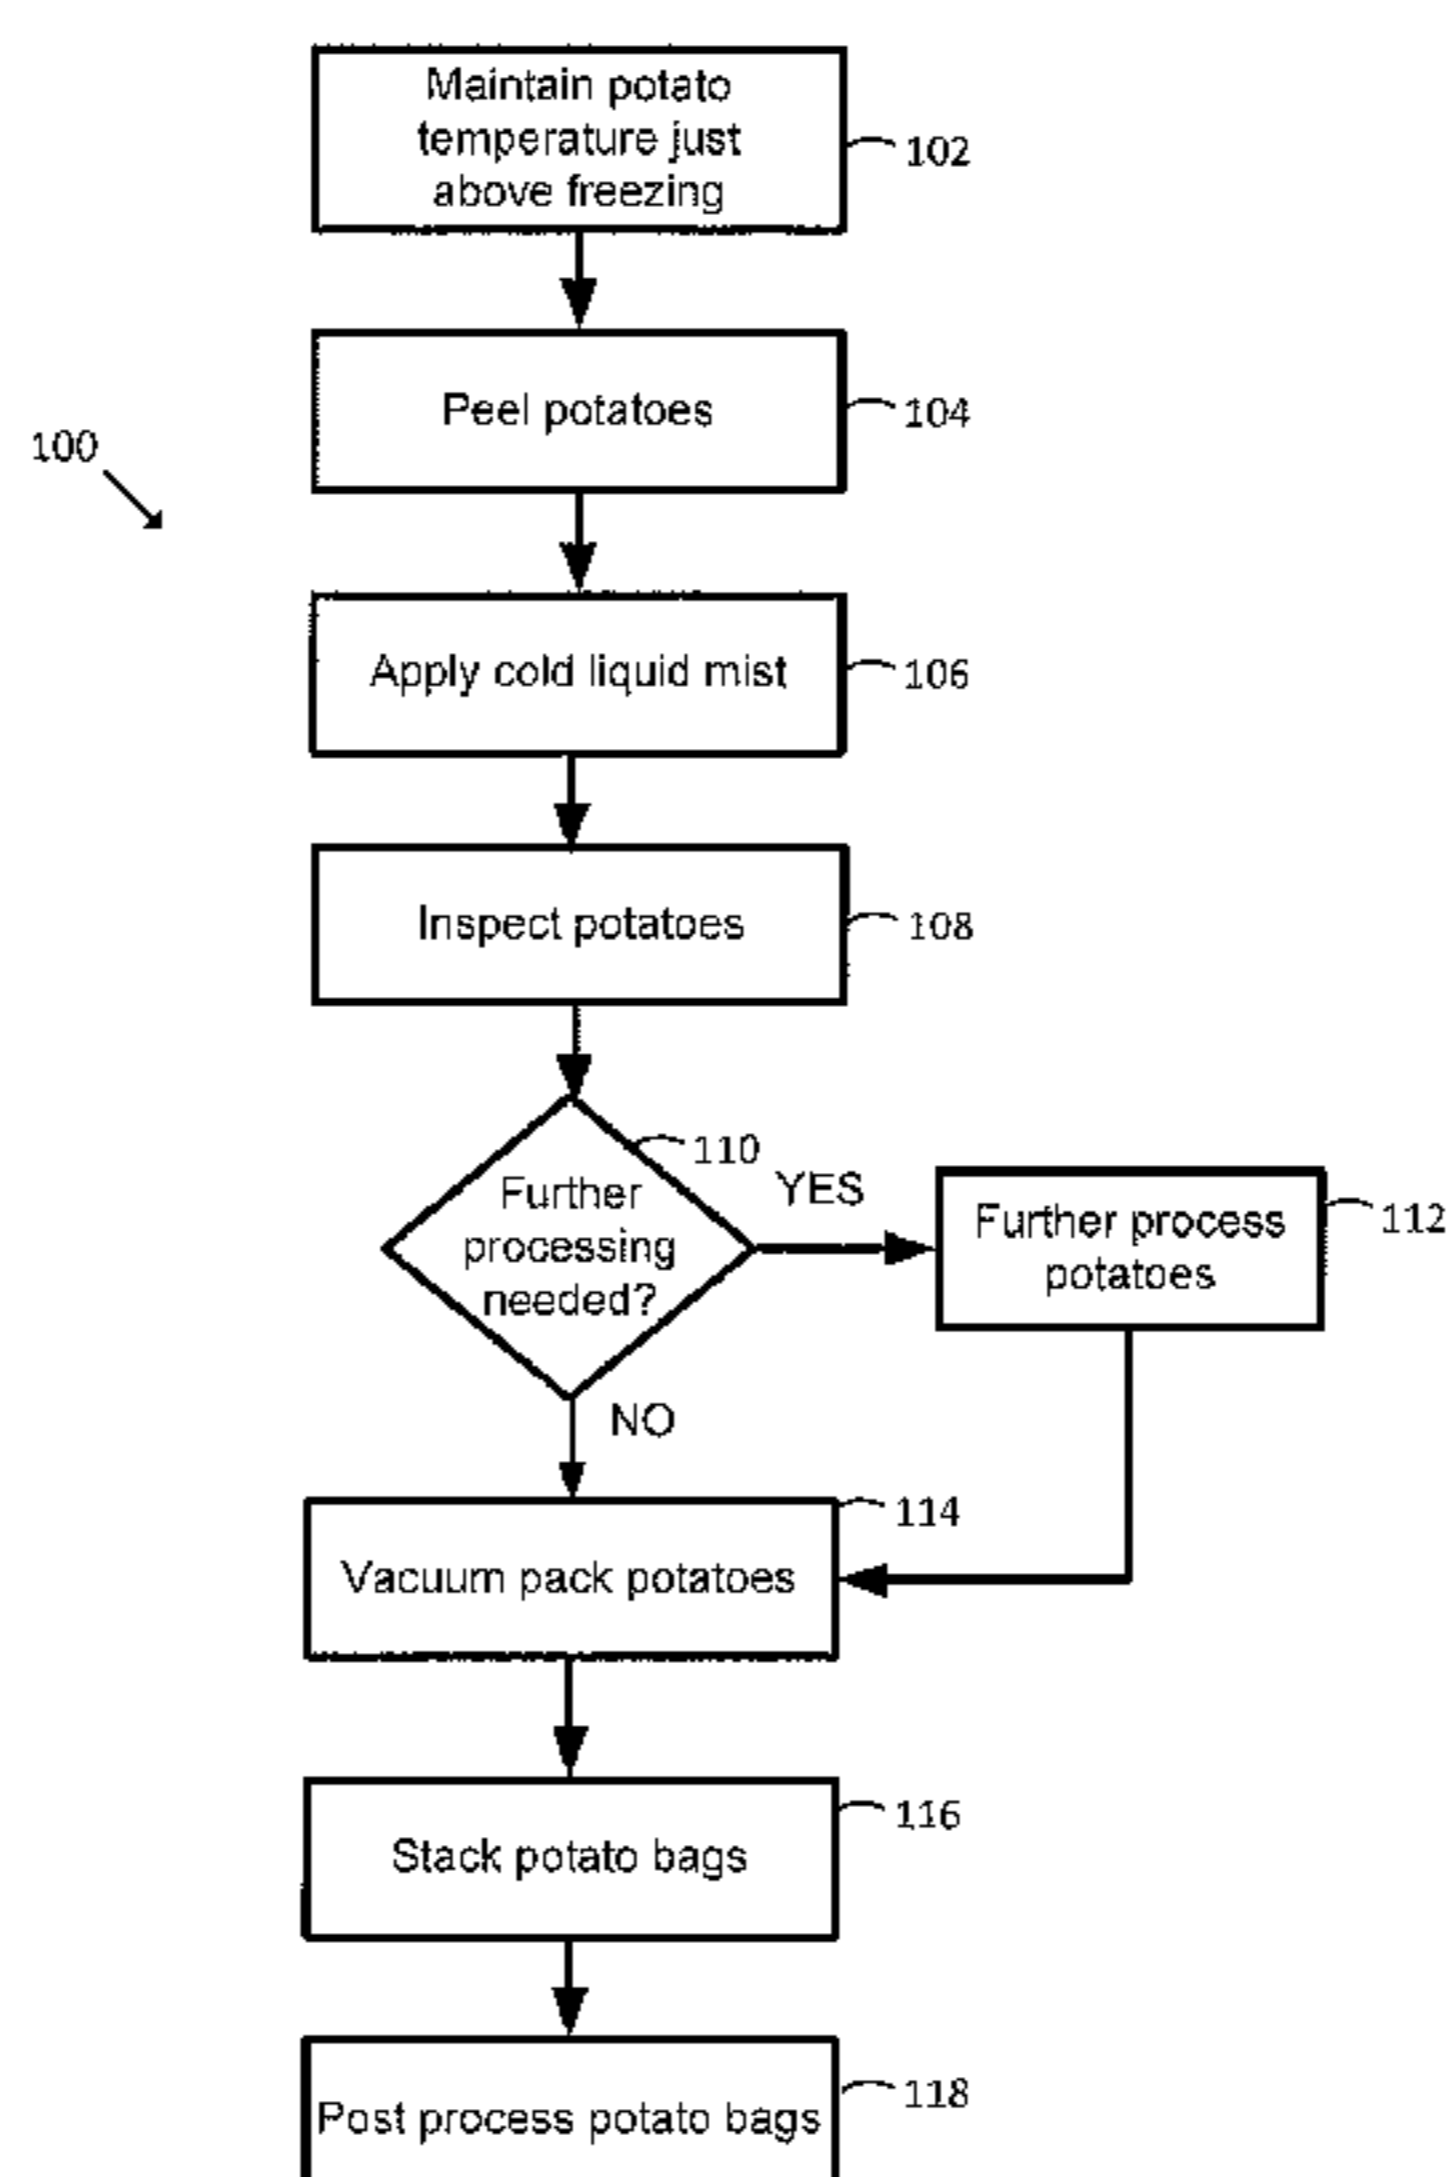 Maintain potato
temperature just
above freezing
102
Peel potatoes
104
100
Apply cold liquid mist
106
Inspect potatoes
108
110
Further
processing
needed?
YES
Further process
potatoes
112
NO
114
Vacuum pack potatoes
116
Stack potato bags
118
Post process potato bags